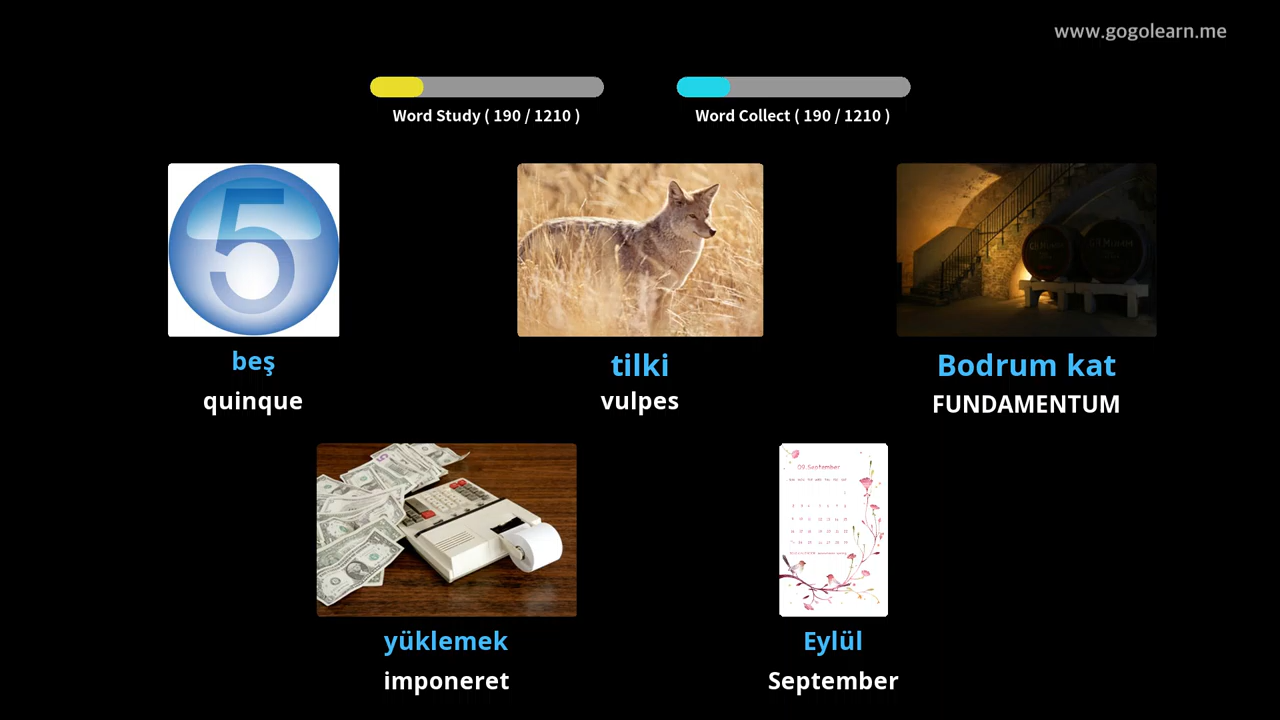 www.gogolearn.me
Word Study ( 190 / 1210 )
Word Collect ( 190 / 1210 )
5
beş
quinque
tilki
vulpes
Bodrum kat
FUNDAMENTUM
yüklemek
imponeret
09 September
Eylül
September